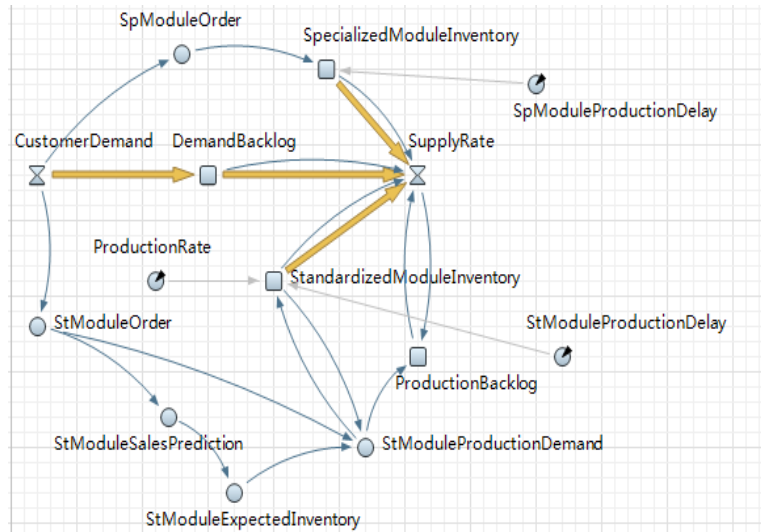 SpModuleOrder
SpecializedModuleInventory
SpModuleProductionDelay
CustomerDemand
DemandBacklog
SupplyRate
ProductionRate
StandardizedModuleInventory
StModuleOrder
StModuleProductionDelay
ProductionBacklog
StModuleSalesPrediction
StModuleProductionDemand
StModuleExpectedInventory